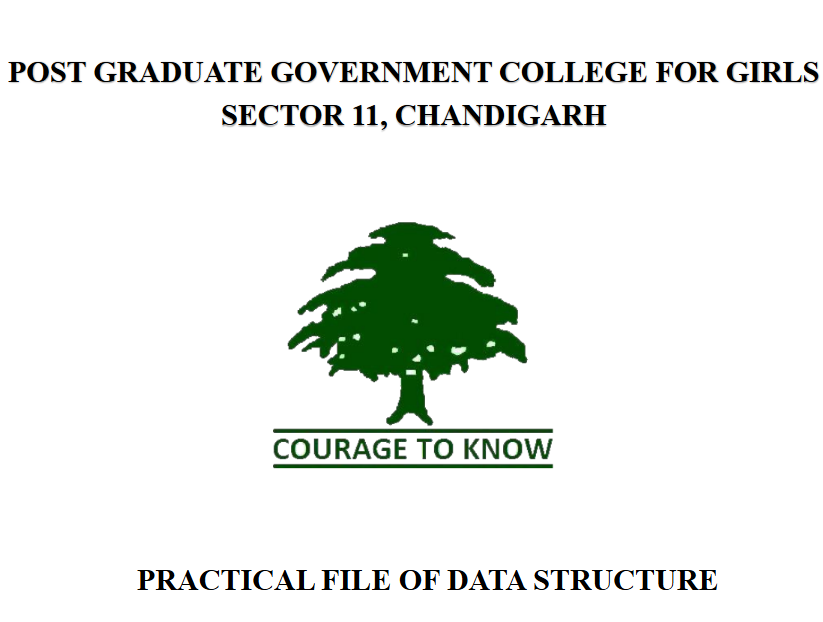 POST GRADUATE GOVERNMENT COLLEGE FOR GIRLS
SECTOR 11, CHANDIGARH
COURAGE TO KNOW
PRACTICAL FILE OF DATA STRUCTURE